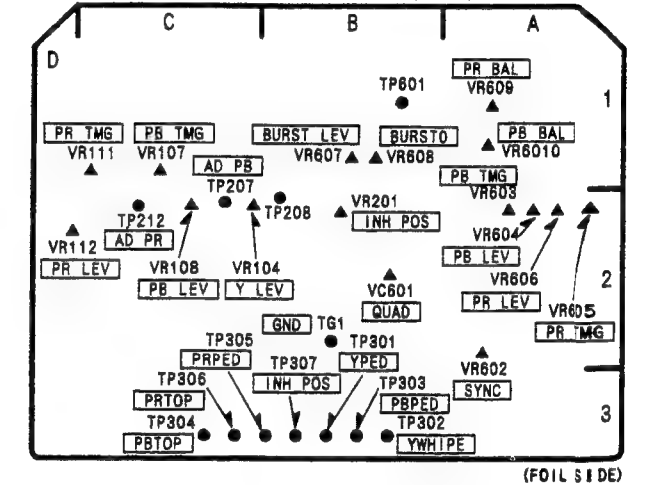 C
B
A
D
PR BAL
TP601
VR609
1
PR TMG
PB TMG
BURST LEV
BURST0
PB BAL
VR111
VR107
VR607
VR608
VR6010
AD PB
PB TMG
TP207
VR603
TP208
VR201
TP212
INH POS
AD PR
VR604
VR112
PB LEV
PR LEV
VR108
VR104
VR606
2
PB LEV
Y LEV
PR LEV
VC601
QUAD
VR605
GND
TG1
PR TMG
TP305
TP301
PRPED
YPED
TP307
VR602
TP306
INH POS
TP303
SYNC
PRTOP
PBPED
TP304
TP302
3
PBTOP
YWHIPE
(FOIL SIDE)